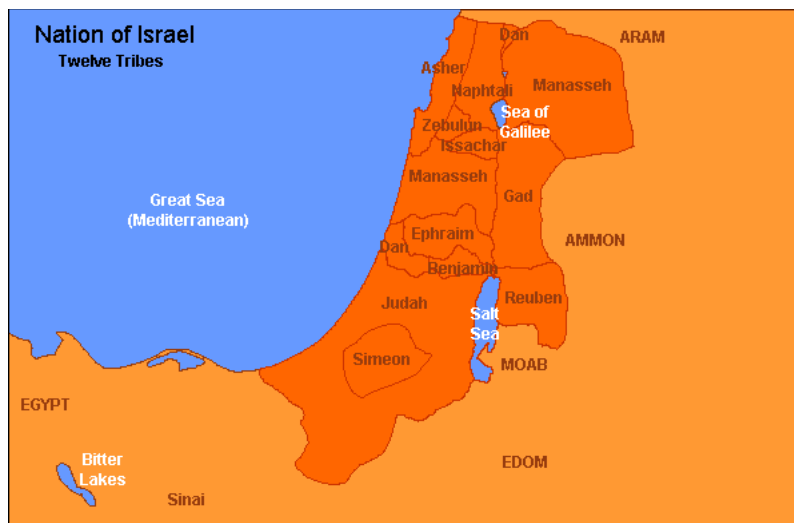 Nation of Israel
Twelve Tribes
Dan
ARAM
Asher
Naphtali
Manasseh
Sea of
Galilee
Zebulun
Issachar
Manasseh
Gad
Great Sea
(Mediterranean)
Ephraim
Dan
AMMON
Benjamin
Judah
Reuben
Salt
Sea
Simeon
MOAB
EGYPT
Bitter
Lakes
EDOM
Sinai